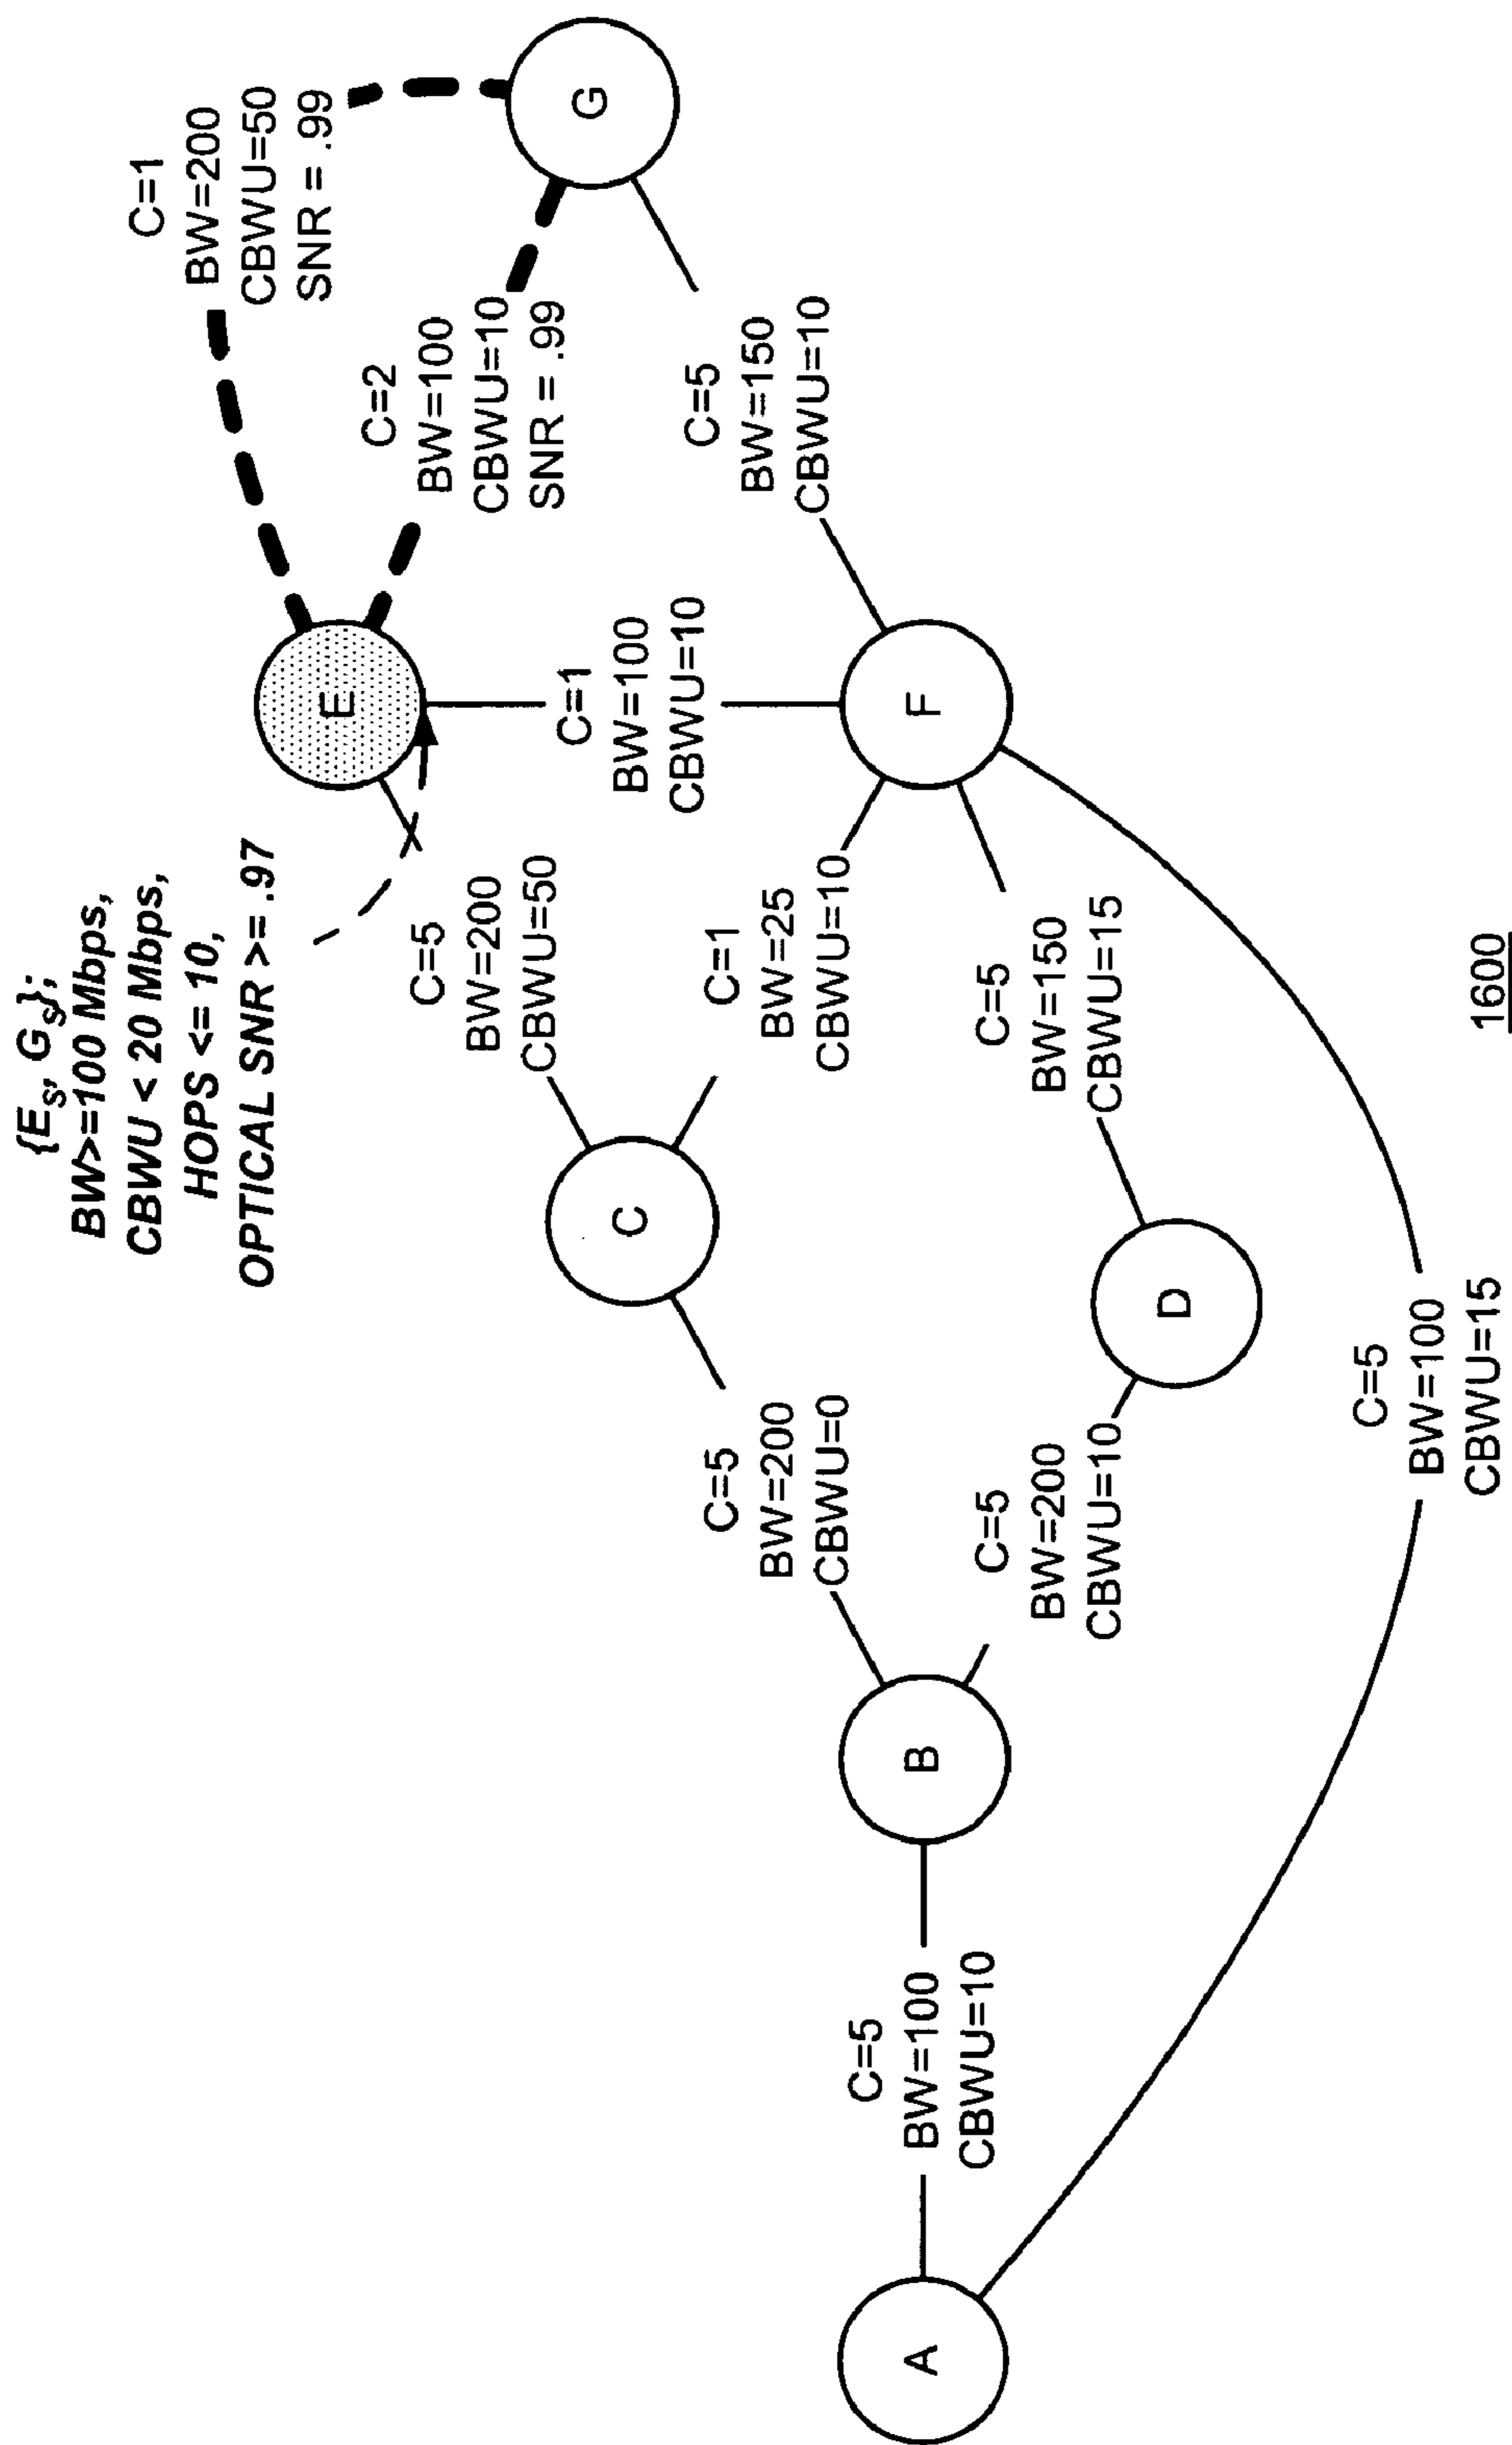 {Es, Gs};
BW>=100 Mbps,
CBWU < 20 Mbps,
HOPS <= 10,
OPTICAL SNR >= .97
C=1
BW=200
CBWU=50
SNR = .99
E
C=2
BW=100
CBWU=10
SNR = .99
G
C=5
BW=200
CBWU=50
C=1
BW=100
CBWU=10
C
C=5
BW=150
CBWU=10
C=5
BW=200
CBWU=0
C=1
BW=25
CBWU=10
A
C=5
BW=100
CBWU=10
B
F
C=5
BW=200
CBWU=10
D
C=5
BW=150
CBWU=15
C=5
BW=100
CBWU=15
1600